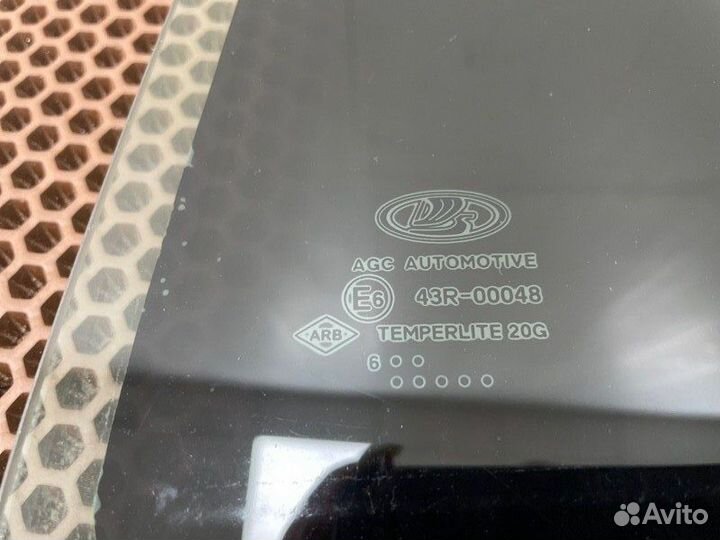 AGC AUTOMOTIVE
E6 43R-00048
ARB TEMPERLITE 20G
6
Avito